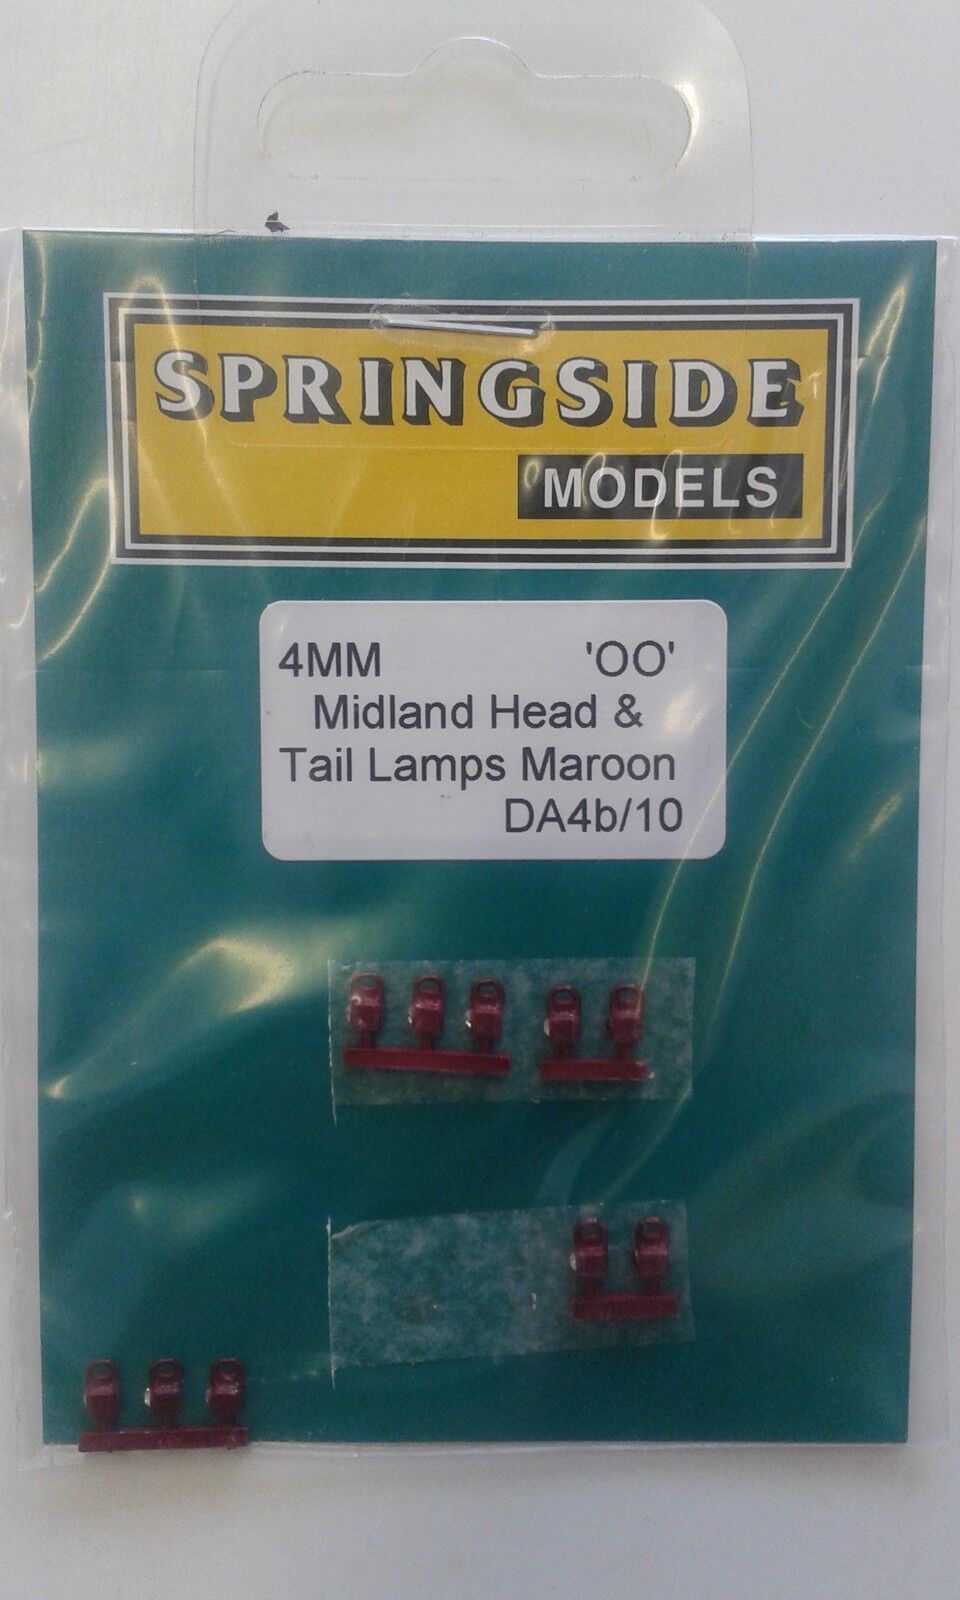 SPRINGSIDE
MODELS
4MM 'OO'
Midland Head &
Tail Lamps Maroon
DA4b/10